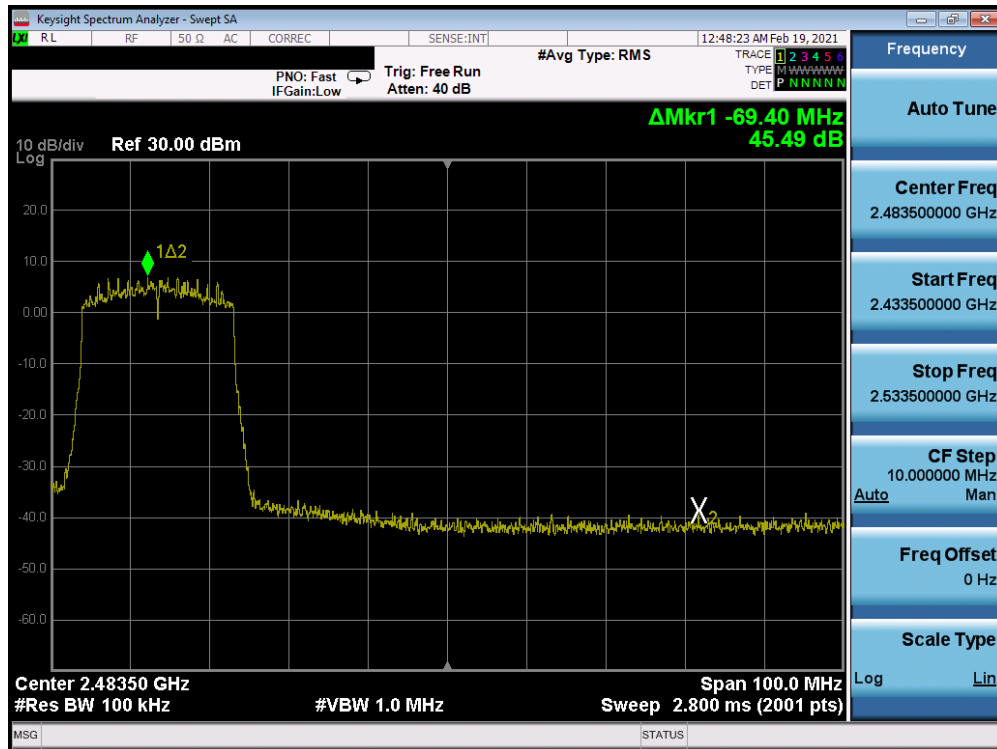 Keysight Spectrum Analyzer - Swept SA
LXI RL RF 50 Ω AC CORREC SENSE:INT 12:48:23 AM Feb 19, 2021
#Avg Type: RMS
TRACE 1 2 3 4 5 6
TYPE M W W W W W
DET P N N N N N
PNO: Fast
IFGain:Low
Trig: Free Run
Atten: 40 dB
ΔMkr1 -69.40 MHz
45.49 dB
10 dB/div
Log
Ref 30.00 dBm
20.0
10.0
0.00
-10.0
-20.0
-30.0
-40.0
-50.0
-60.0
1Δ2
X2
Center 2.48350 GHz
#Res BW 100 kHz
#VBW 1.0 MHz
Span 100.0 MHz
Sweep 2.800 ms (2001 pts)
MSG
STATUS
Frequency
Auto Tune
Center Freq
2.483500000 GHz
Start Freq
2.433500000 GHz
Stop Freq
2.533500000 GHz
CF Step
10.000000 MHz
Auto Man
Freq Offset
0 Hz
Scale Type
Log Lin